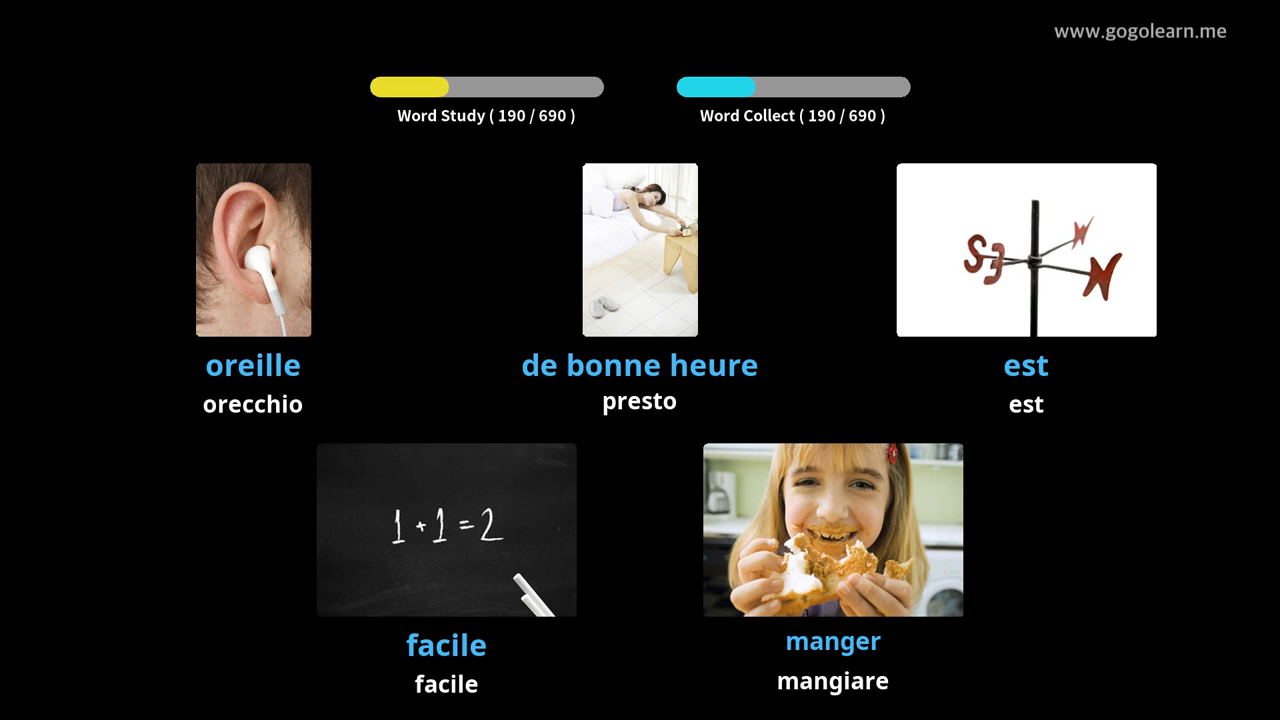 www.gogolearn.me
Word Study ( 190 / 690 )
Word Collect ( 190 / 690 )
oreille
orecchio
de bonne heure
presto
S E N N
est
est
1 + 1 = 2
facile
facile
manger
mangiare